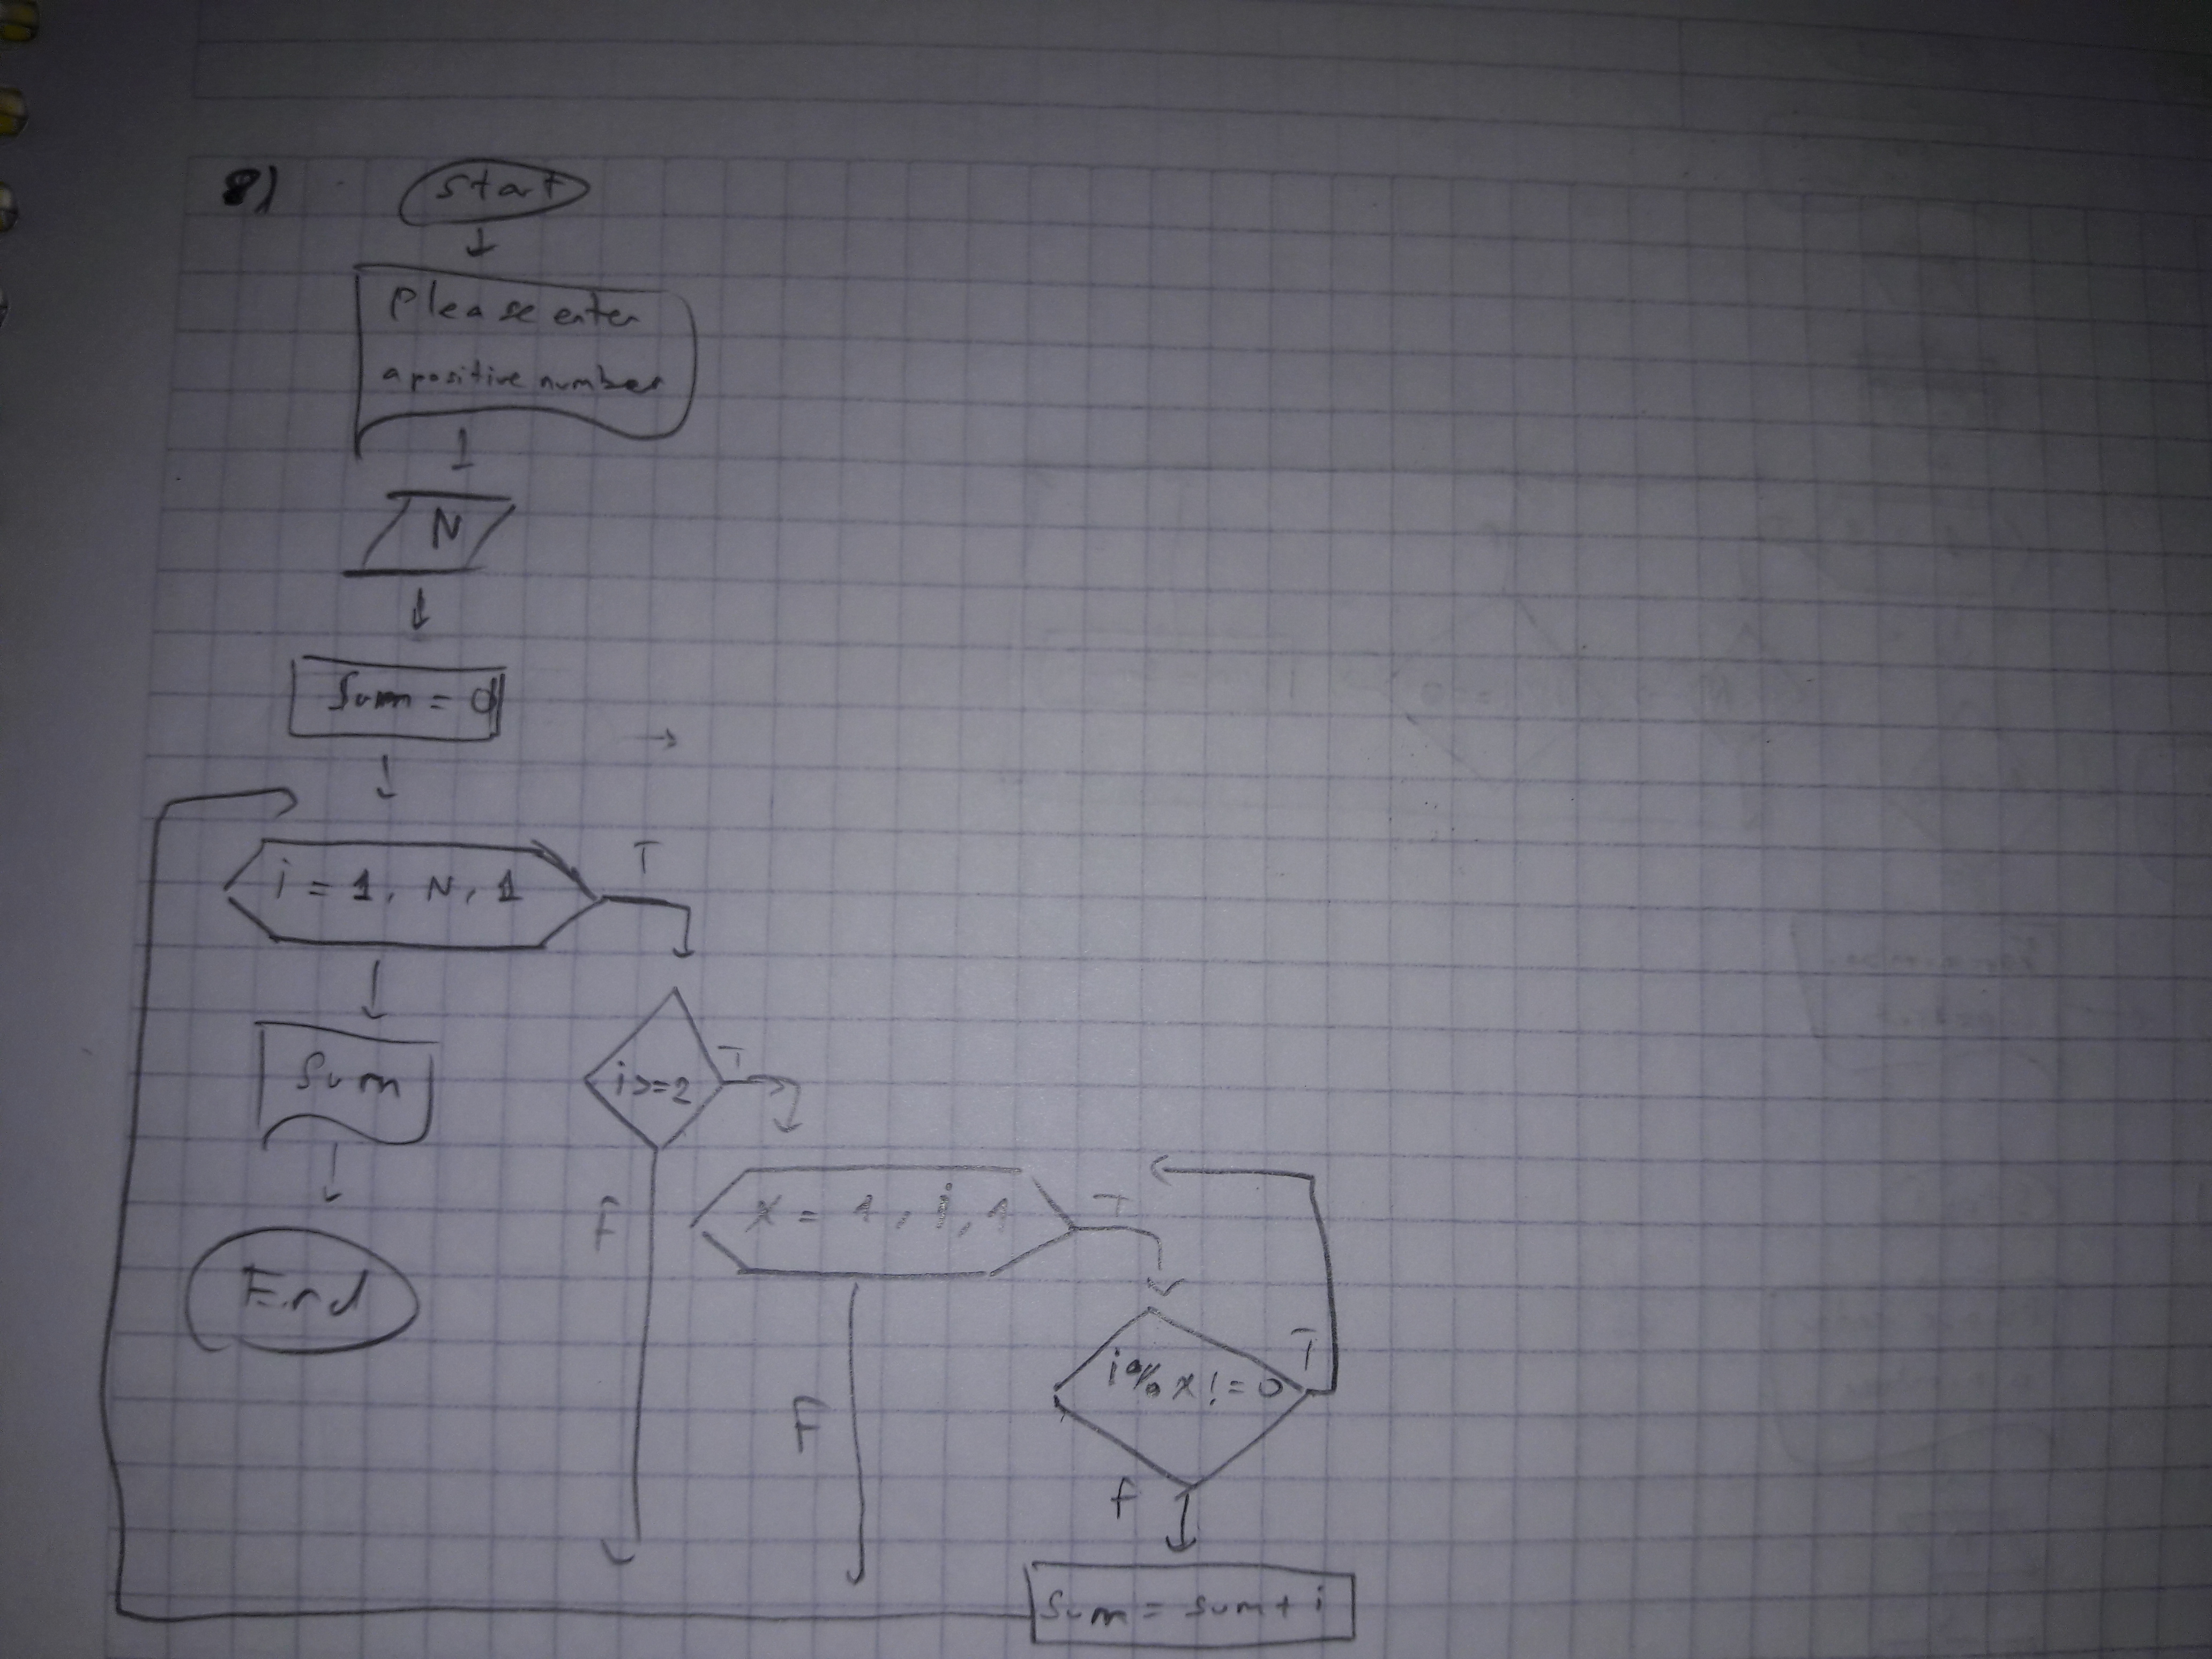 8)
Start
Please enter
a positive number
N
Sum = 0
i = 1, N, 1
T
i>=2
T
F
x = 1, i, 1
T
F
i%x!=0
T
F
Sum = sum + i
Sum
End